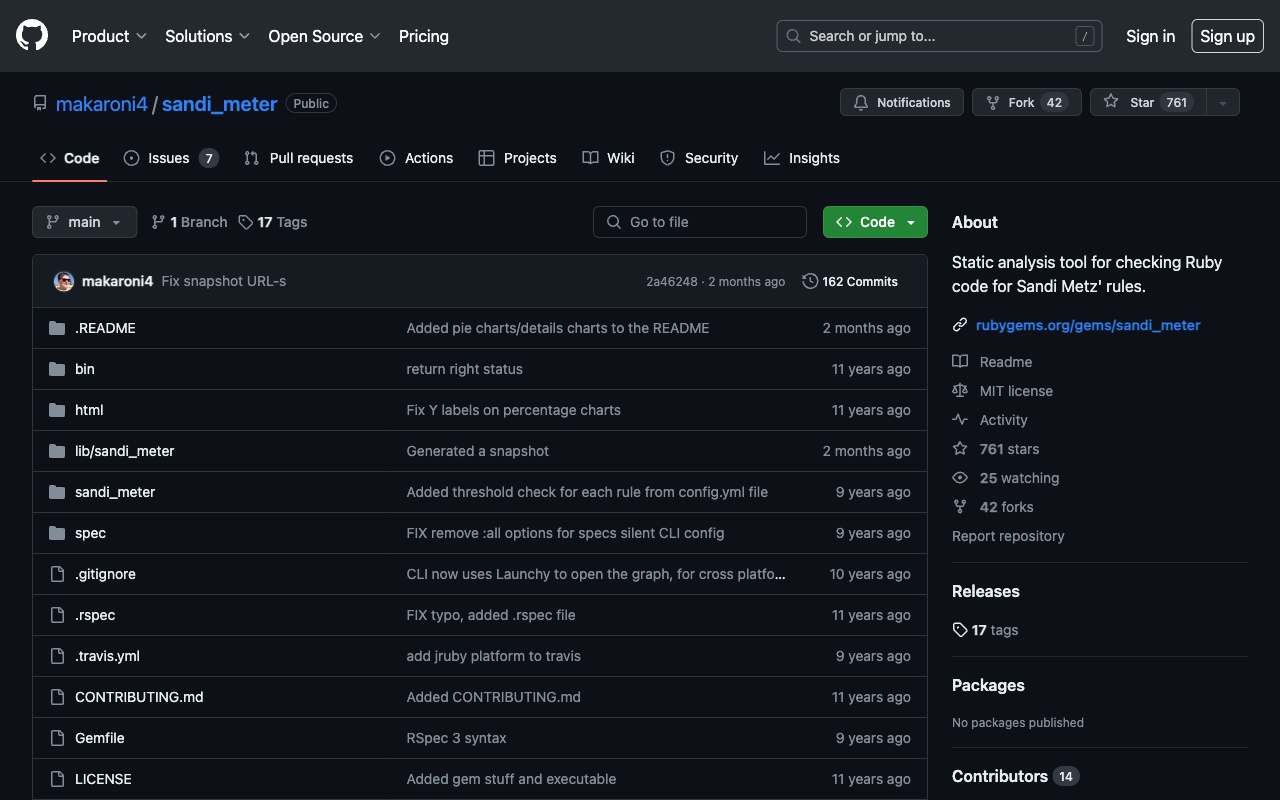 Product Solutions Open Source Pricing Search or jump to... / Sign in Sign up
makaroni4 / sandi_meter Public Notifications Fork 42 Star 761
Code Issues 7 Pull requests Actions Projects Wiki Security Insights
main 1 Branch 17 Tags Go to file Code
makaroni4 Fix snapshot URL-s 2a46248 · 2 months ago 162 Commits
.README Added pie charts/details charts to the README 2 months ago
bin return right status 11 years ago
html Fix Y labels on percentage charts 11 years ago
lib/sandi_meter Generated a snapshot 2 months ago
sandi_meter Added threshold check for each rule from config.yml file 9 years ago
spec FIX remove :all options for specs silent CLI config 9 years ago
.gitignore CLI now uses Launchy to open the graph, for cross platfo... 10 years ago
.rspec FIX typo, added .rspec file 11 years ago
.travis.yml add jruby platform to travis 9 years ago
CONTRIBUTING.md Added CONTRIBUTING.md 11 years ago
Gemfile RSpec 3 syntax 9 years ago
LICENSE Added gem stuff and executable 11 years ago
About
Static analysis tool for checking Ruby
code for Sandi Metz' rules.
rubygems.org/gems/sandi_meter
Readme
MIT license
Activity
761 stars
25 watching
42 forks
Report repository
Releases
17 tags
Packages
No packages published
Contributors 14